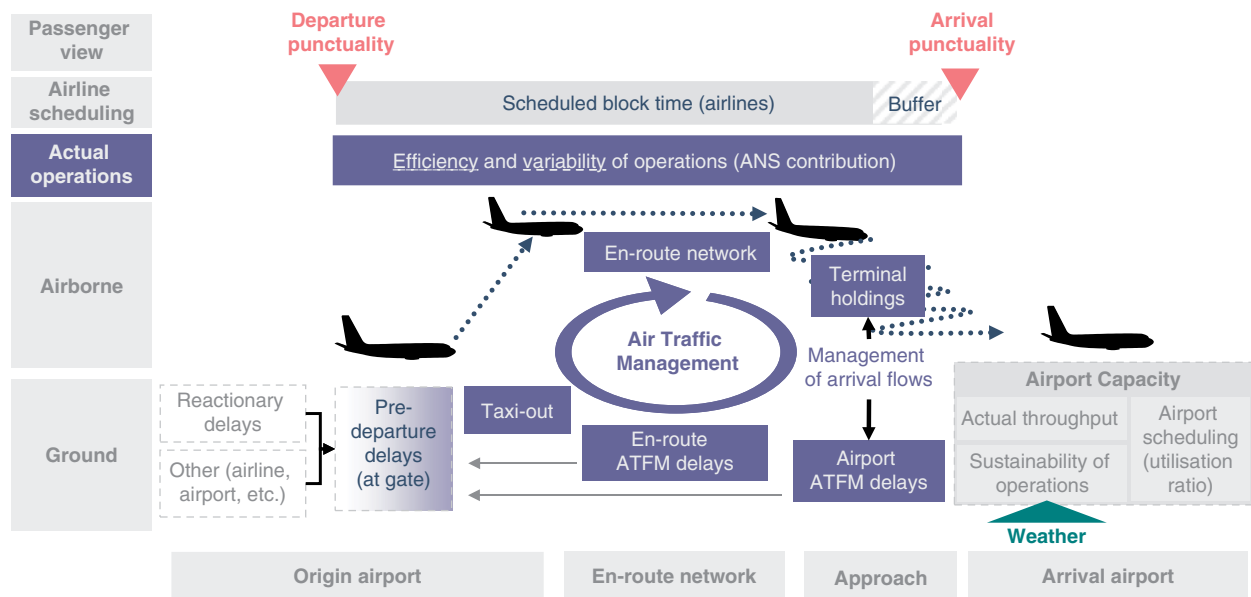 Passenger
view
Departure
punctuality
Arrival
punctuality
Airline
scheduling
Scheduled block time (airlines)
Buffer
Actual
operations
Efficiency and variability of operations (ANS contribution)
Airborne
En-route network
Terminal
holdings
Air Traffic
Management
Management
of arrival flows
Ground
Reactionary
delays
Other (airline,
airport, etc.)
Pre-
departure
delays
(at gate)
Taxi-out
En-route
ATFM delays
Airport
ATFM delays
Airport Capacity
Actual throughput
Sustainability of
operations
Airport
scheduling
(utilisation
ratio)
Weather
Origin airport
En-route network
Approach
Arrival airport